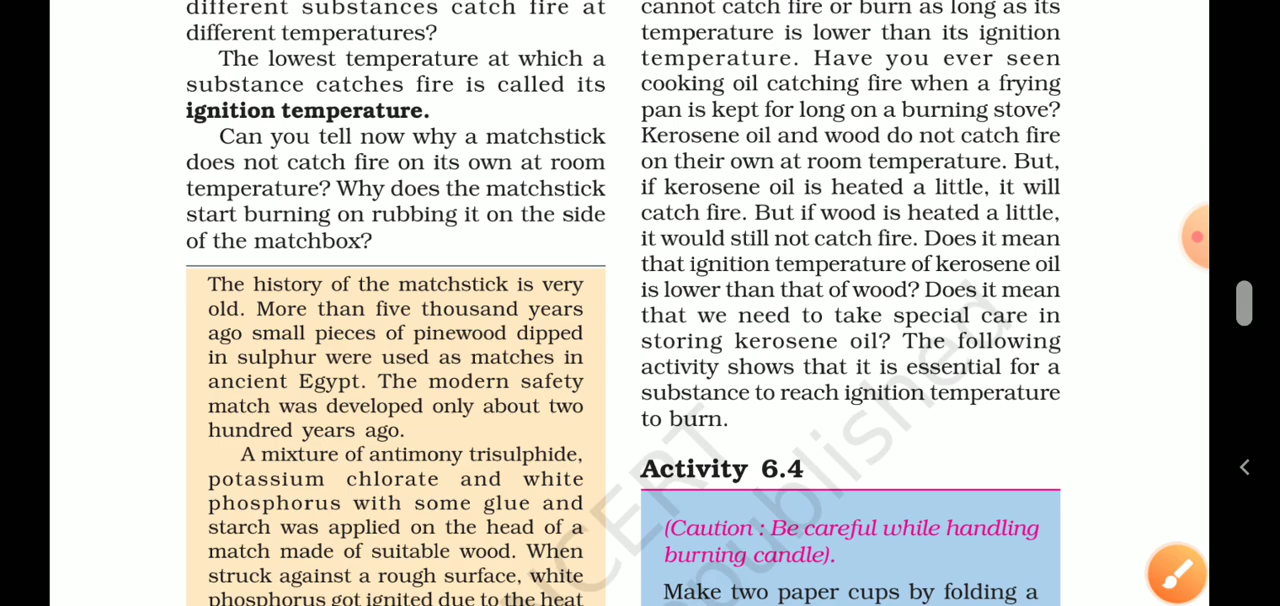 different substances catch fire at
different temperatures?
The lowest temperature at which a
substance catches fire is called its
ignition temperature.
Can you tell now why a matchstick
does not catch fire on its own at room
temperature? Why does the matchstick
start burning on rubbing it on the side
of the matchbox?
The history of the matchstick is very
old. More than five thousand years
ago small pieces of pinewood dipped
in sulphur were used as matches in
ancient Egypt. The modern safety
match was developed only about two
hundred years ago.
A mixture of antimony trisulphide,
potassium chlorate and white
phosphorus with some glue and
starch was applied on the head of a
match made of suitable wood. When
struck against a rough surface, white
phosphorus got ignited due to the heat
cannot catch fire or burn as long as its
temperature is lower than its ignition
temperature. Have you ever seen
cooking oil catching fire when a frying
pan is kept for long on a burning stove?
Kerosene oil and wood do not catch fire
on their own at room temperature. But,
if kerosene oil is heated a little, it will
catch fire. But if wood is heated a little,
it would still not catch fire. Does it mean
that ignition temperature of kerosene oil
is lower than that of wood? Does it mean
that we need to take special care in
storing kerosene oil? The following
activity shows that it is essential for a
substance to reach ignition temperature
to burn.
Activity 6.4
(Caution : Be careful while handling
burning candle).
Make two paper cups by folding a